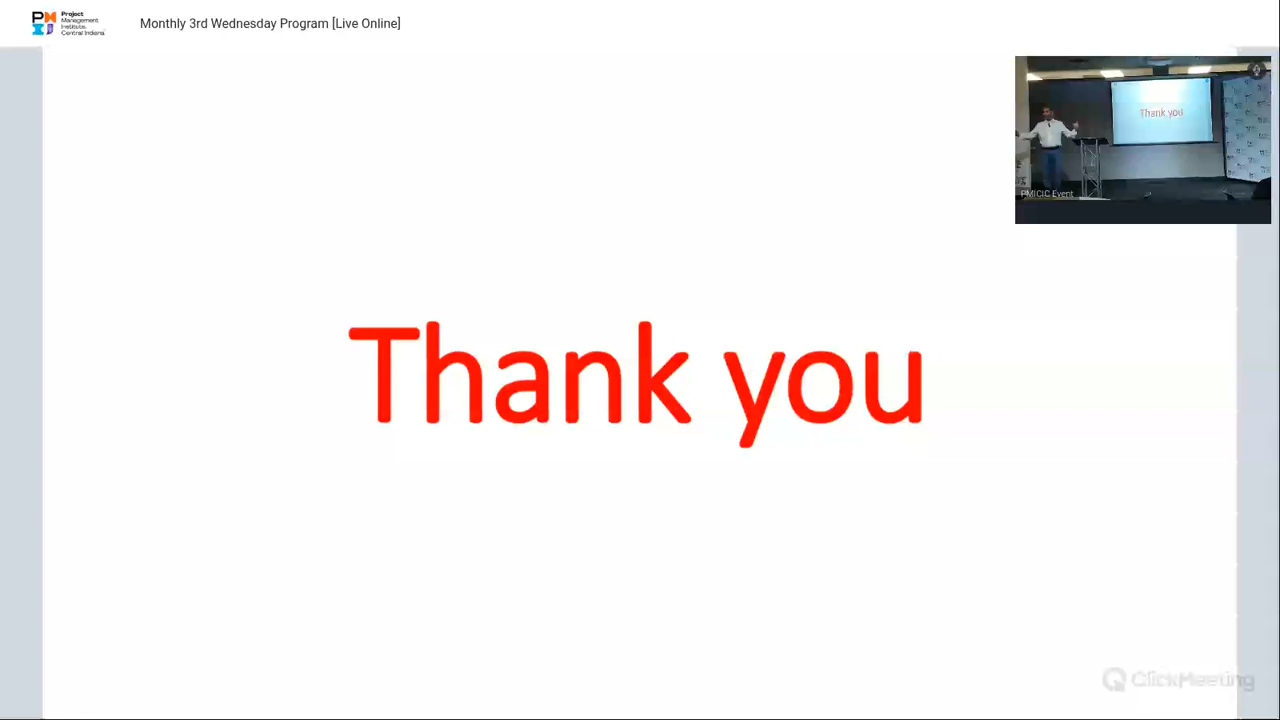 Project
Management
Institute.
Central Indiana
Monthly 3rd Wednesday Program [Live Online]
Thank you
PMICIC Event
Thank you
ClickMeeting